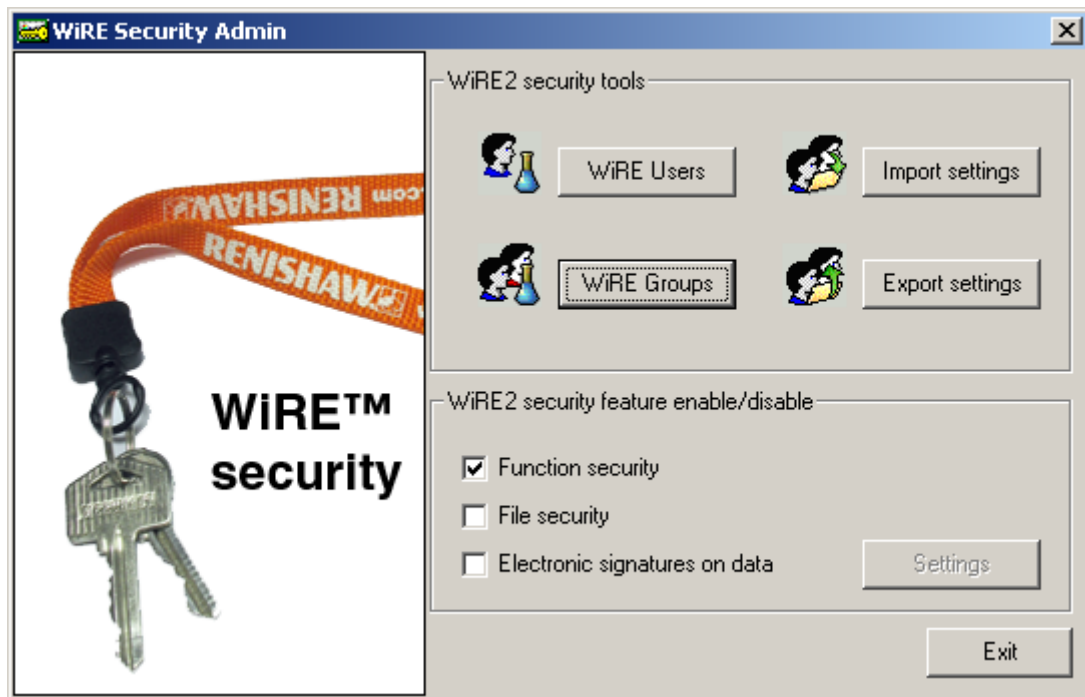 WiRE Security Admin
WiRE2 security tools
WiRE Users
Import settings
WiRE Groups
Export settings
RENISHAW
.com
RENISHAW
WiRE™
security
WiRE2 security feature enable/disable
Function security
File security
Electronic signatures on data
Settings
Exit